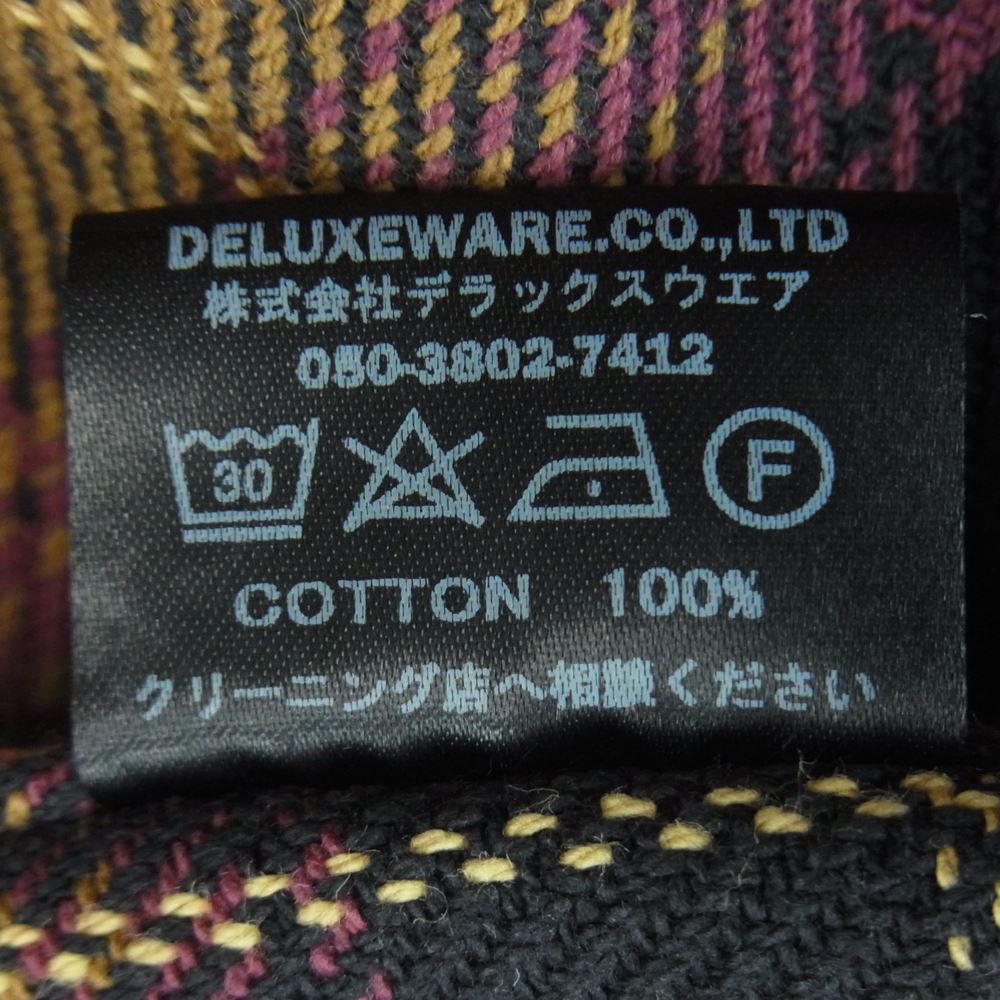 DELUXEWARE.CO.,LTD
株式会社デラックスウエア
050-3802-7412
30 F
COTTON 100%
クリーニング店へ相談ください